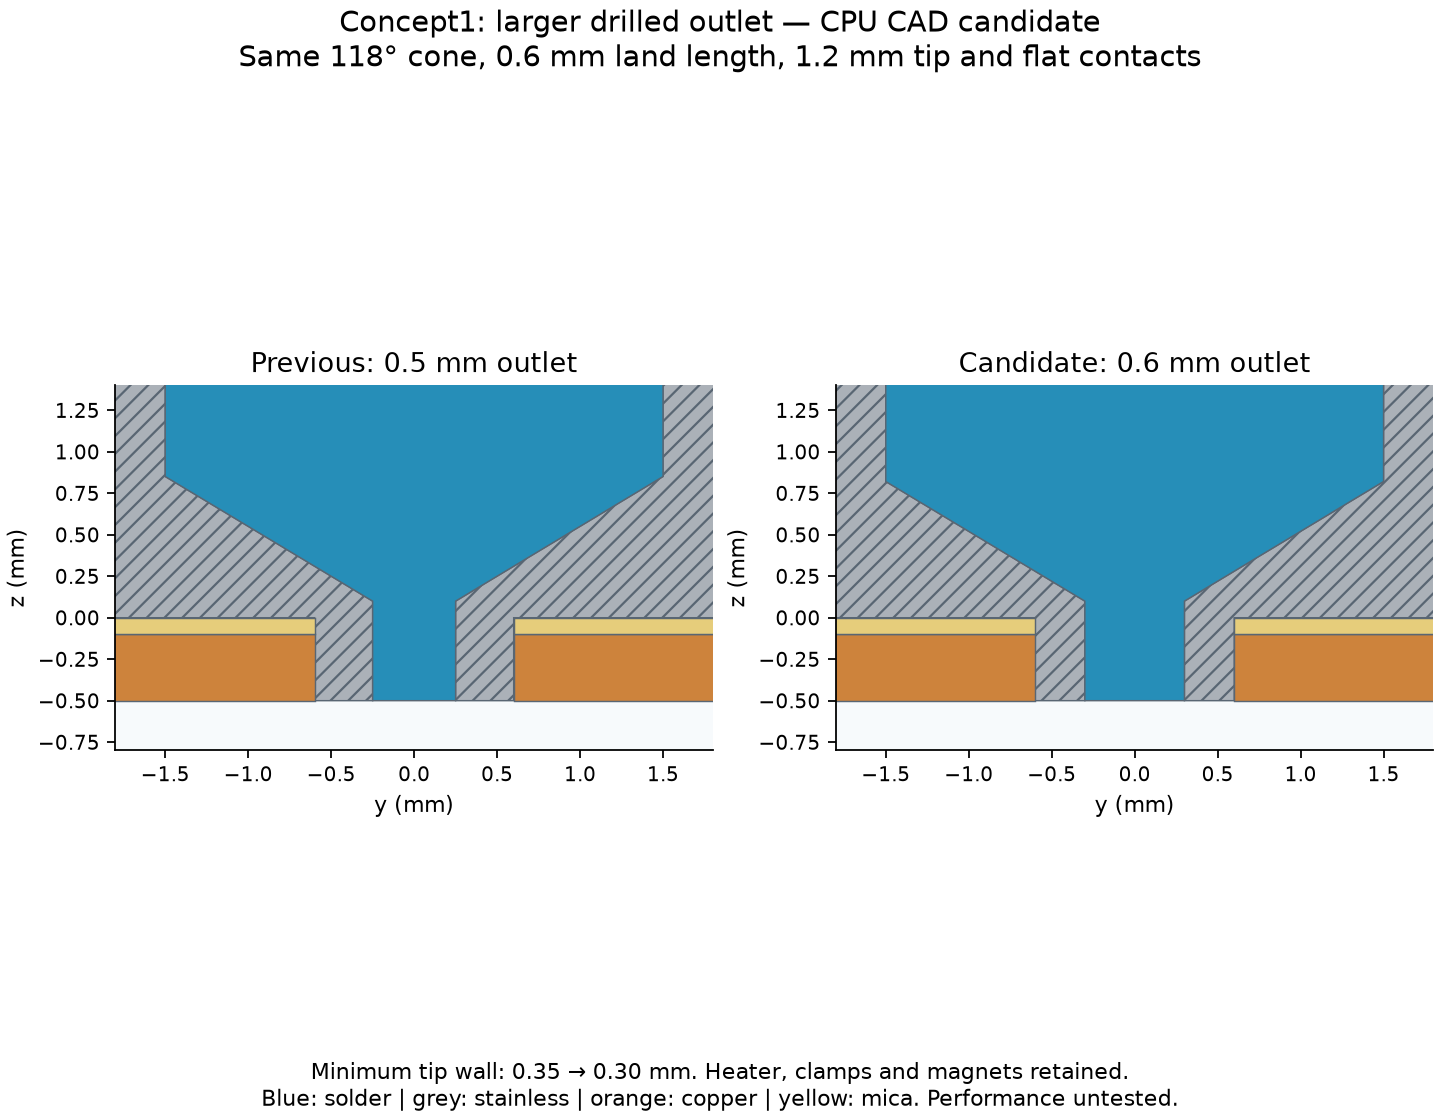 Concept1: larger drilled outlet — CPU CAD candidate
Same 118° cone, 0.6 mm land length, 1.2 mm tip and flat contacts
Previous: 0.5 mm outlet
1.25
1.00
0.75
0.50
0.25
0.00
−0.25
−0.50
−0.75
z (mm)
−1.5 −1.0 −0.5 0.0 0.5 1.0 1.5
y (mm)
Candidate: 0.6 mm outlet
1.25
1.00
0.75
0.50
0.25
0.00
−0.25
−0.50
−0.75
z (mm)
−1.5 −1.0 −0.5 0.0 0.5 1.0 1.5
y (mm)
Minimum tip wall: 0.35 → 0.30 mm. Heater, clamps and magnets retained.
Blue: solder | grey: stainless | orange: copper | yellow: mica. Performance untested.